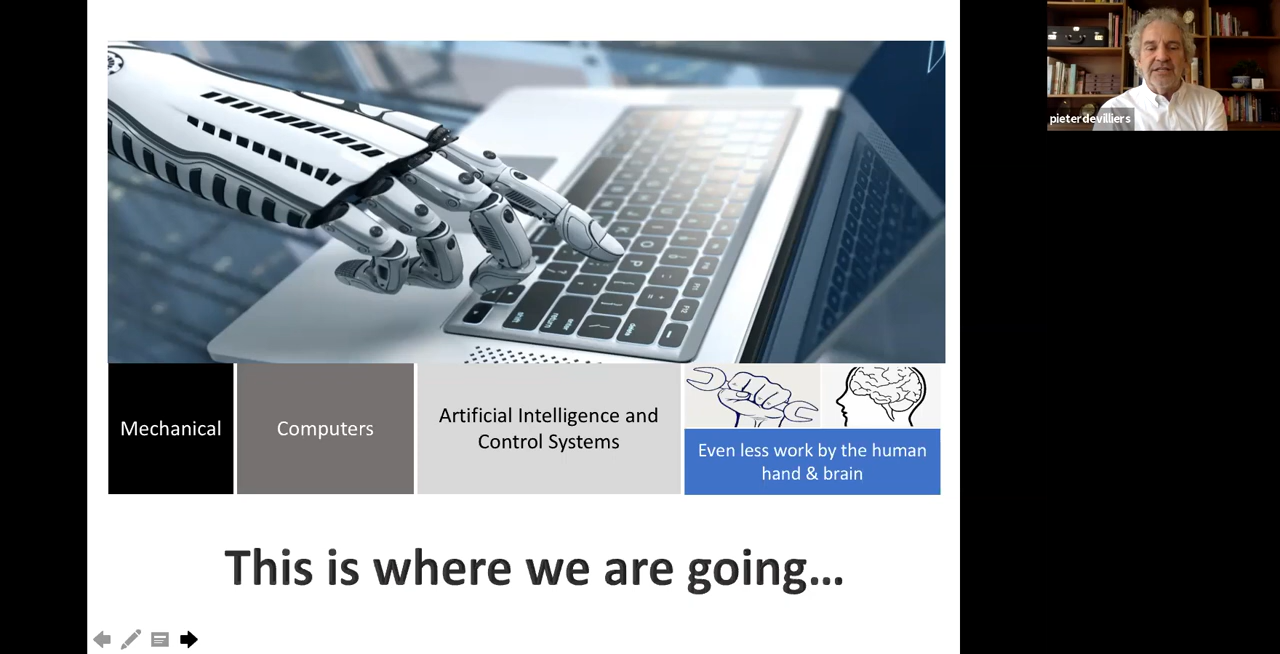 pieterdevilliers
Mechanical
Computers
Artificial Intelligence and
Control Systems
Even less work by the human
hand & brain
This is where we are going...